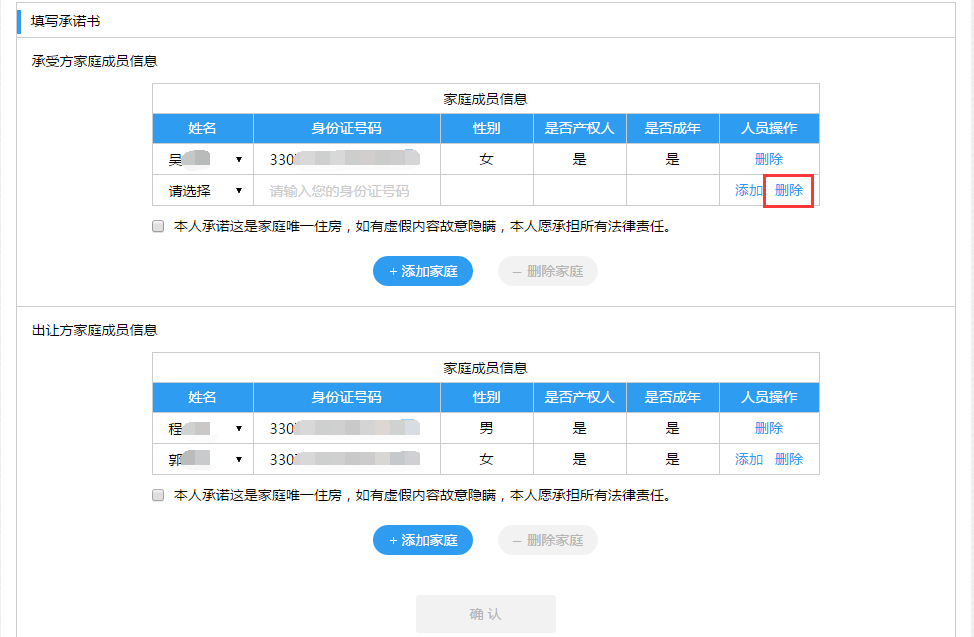 填写承诺书
承受方家庭成员信息
家庭成员信息
姓名 身份证号码 性别 是否产权人 是否成年 人员操作
吴 330 女 是 是 删除
请选择 请输入您的身份证号码 添加 删除
本人承诺这是家庭唯一住房，如有虚假内容故意隐瞒，本人愿承担所有法律责任。
+ 添加家庭 － 删除家庭
出让方家庭成员信息
家庭成员信息
姓名 身份证号码 性别 是否产权人 是否成年 人员操作
程 330 男 是 是 删除
郭 330 女 是 是 添加 删除
本人承诺这是家庭唯一住房，如有虚假内容故意隐瞒，本人愿承担所有法律责任。
+ 添加家庭 － 删除家庭
确 认